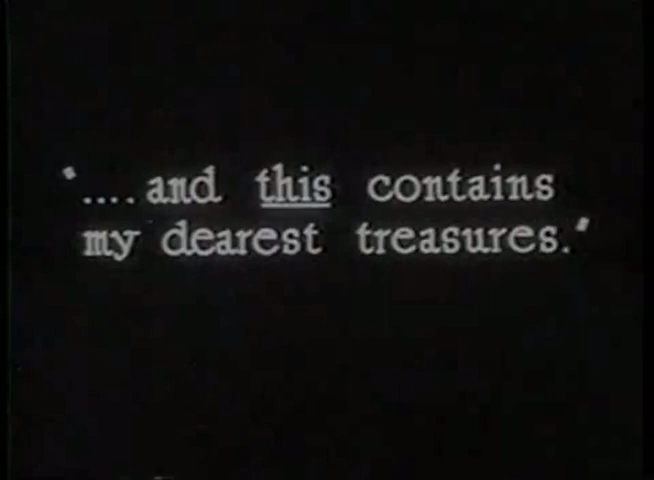 "....and this contains
my dearest treasures."